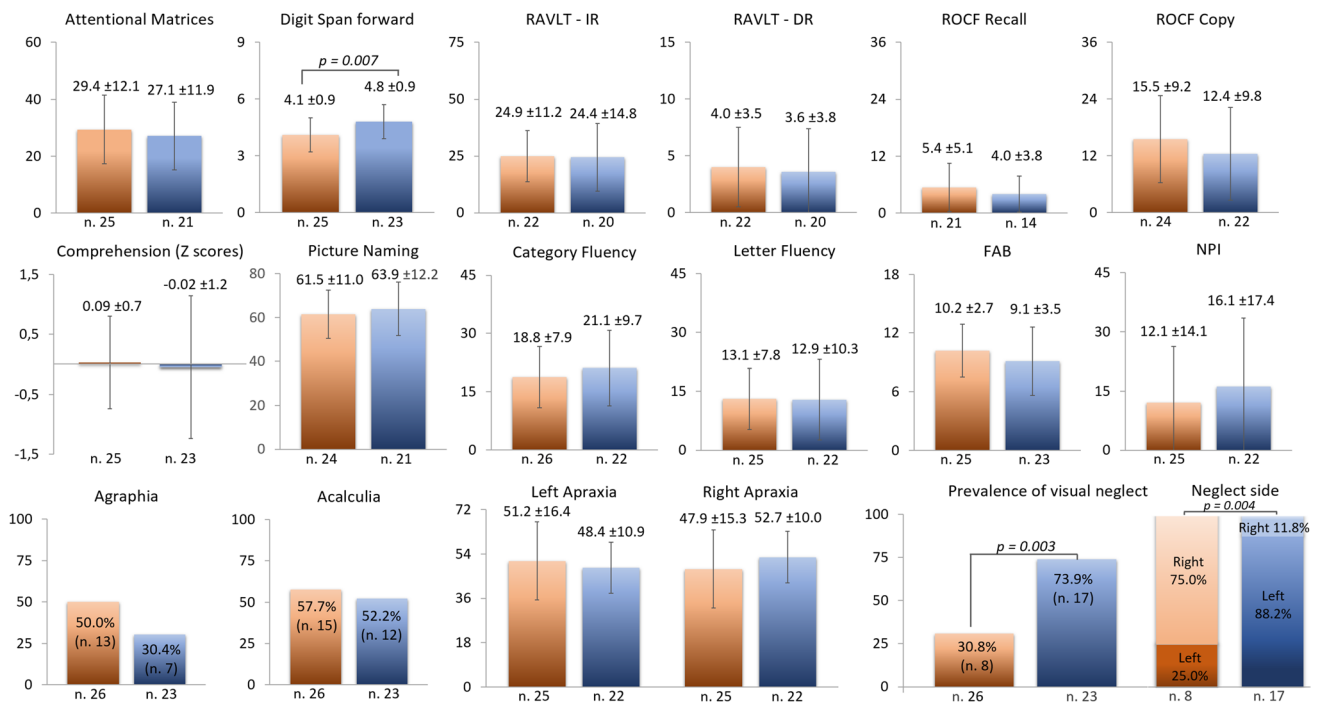 Attentional Matrices
60
40
20
0
29.4 ±12.1
27.1 ±11.9
n. 25
n. 21
Digit Span forward
9
6
3
0
p = 0.007
4.1 ±0.9
4.8 ±0.9
n. 25
n. 23
RAVLT - IR
75
50
25
0
24.9 ±11.2
24.4 ±14.8
n. 22
n. 20
RAVLT - DR
15
10
5
0
4.0 ±3.5
3.6 ±3.8
n. 22
n. 20
ROCF Recall
36
24
12
0
5.4 ±5.1
4.0 ±3.8
n. 21
n. 14
ROCF Copy
36
24
12
0
15.5 ±9.2
12.4 ±9.8
n. 24
n. 22
Comprehension (Z scores)
1,5
0,5
-0,5
-1,5
0.09 ±0.7
-0.02 ±1.2
n. 25
n. 23
Picture Naming
80
60
40
20
0
61.5 ±11.0
63.9 ±12.2
n. 24
n. 21
Category Fluency
45
30
15
0
18.8 ±7.9
21.1 ±9.7
n. 26
n. 22
Letter Fluency
45
30
15
0
13.1 ±7.8
12.9 ±10.3
n. 25
n. 22
FAB
18
12
6
0
10.2 ±2.7
9.1 ±3.5
n. 25
n. 23
NPI
45
30
15
0
12.1 ±14.1
16.1 ±17.4
n. 25
n. 22
Agraphia
100
75
50
25
0
50.0%
(n. 13)
30.4%
(n. 7)
n. 26
n. 23
Acalculia
100
75
50
25
0
57.7%
(n. 15)
52.2%
(n. 12)
n. 26
n. 23
Left Apraxia
72
54
36
18
0
51.2 ±16.4
48.4 ±10.9
n. 25
n. 22
Right Apraxia
47.9 ±15.3
52.7 ±10.0
n. 25
n. 22
Prevalence of visual neglect
100
75
50
25
0
p = 0.003
30.8%
(n. 8)
73.9%
(n. 17)
n. 26
n. 23
Neglect side
p = 0.004
Right
75.0%
Left
25.0%
Right 11.8%
Left
88.2%
n. 8
n. 17